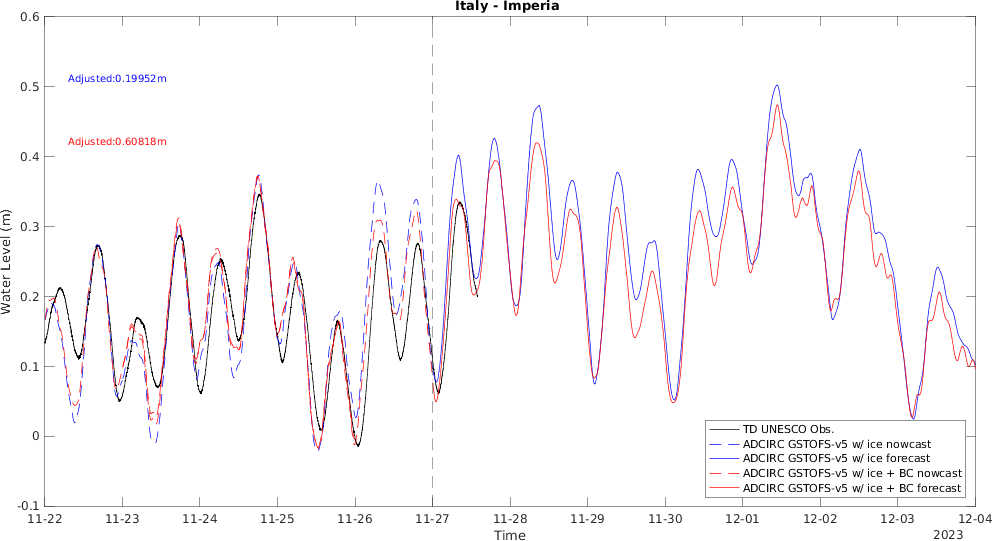 Italy - Imperia
0.6
0.5
0.4
0.3
0.2
0.1
0
-0.1
Water Level (m)
Adjusted:0.19952m
Adjusted:0.60818m
TD UNESCO Obs.
ADCIRC GSTOFS-v5 w/ ice nowcast
ADCIRC GSTOFS-v5 w/ ice forecast
ADCIRC GSTOFS-v5 w/ ice + BC nowcast
ADCIRC GSTOFS-v5 w/ ice + BC forecast
11-22 11-23 11-24 11-25 11-26 11-27 11-28 11-29 11-30 12-01 12-02 12-03 12-04
Time
2023